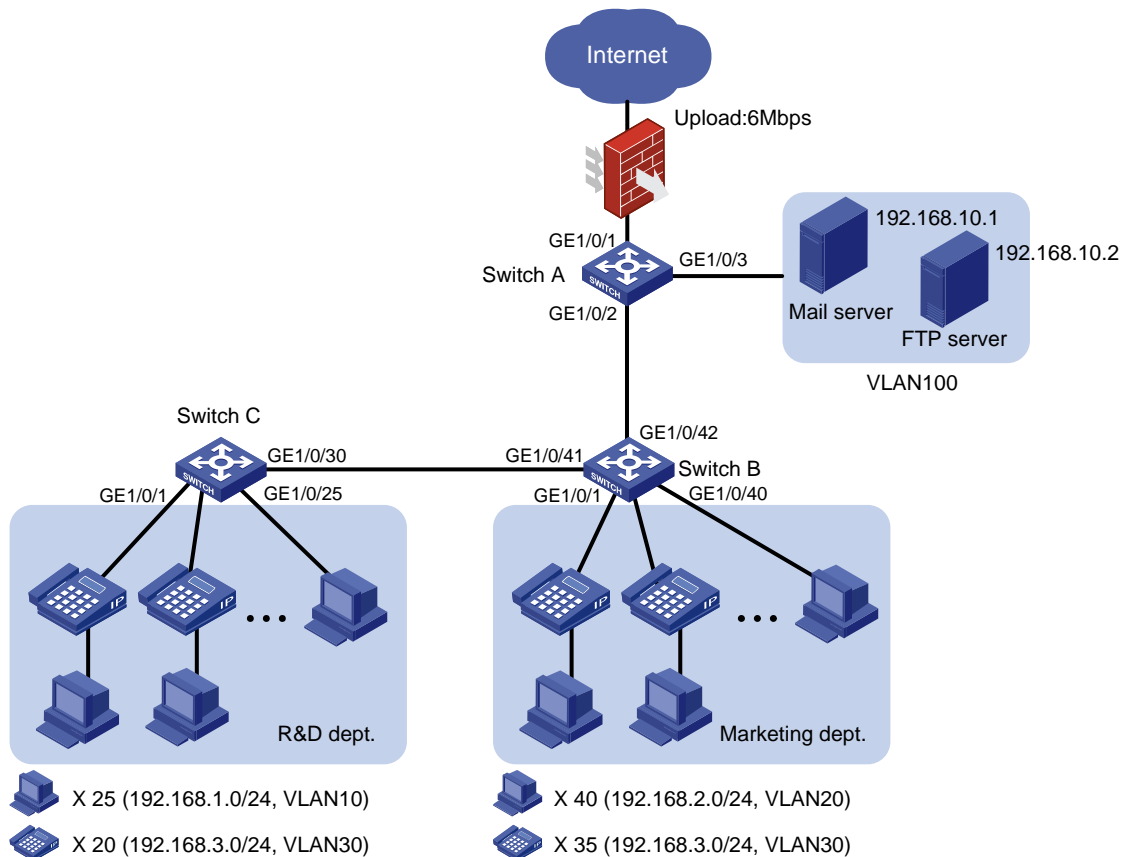 Internet
Upload:6Mbps
192.168.10.1
GE1/0/1
GE1/0/3
192.168.10.2
Switch A
SWITCH
GE1/0/2
Mail server
FTP server
VLAN100
Switch C
GE1/0/42
GE1/0/30
GE1/0/41
SWITCH
SWITCH
Switch B
GE1/0/1
GE1/0/25
GE1/0/1
GE1/0/40
IP
IP
IP
IP
R&D dept.
Marketing dept.
X 25 (192.168.1.0/24, VLAN10)
X 40 (192.168.2.0/24, VLAN20)
X 20 (192.168.3.0/24, VLAN30)
X 35 (192.168.3.0/24, VLAN30)